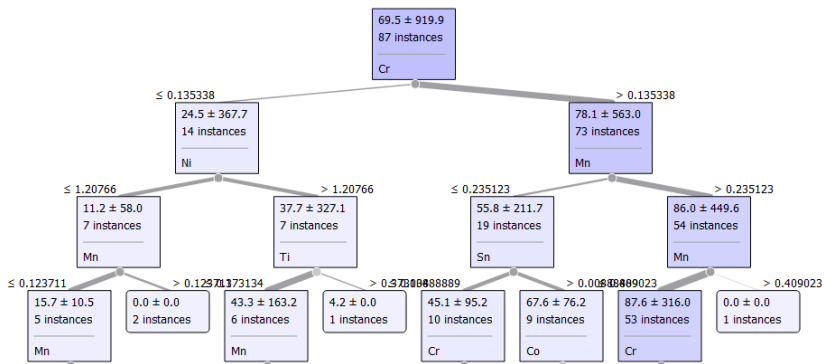 69.5 ± 919.9
87 instances
Cr
≤ 0.135338
> 0.135338
24.5 ± 367.7
14 instances
Ni
78.1 ± 563.0
73 instances
Mn
≤ 1.20766
> 1.20766
≤ 0.235123
> 0.235123
11.2 ± 58.0
7 instances
Mn
37.7 ± 327.1
7 instances
Ti
55.8 ± 211.7
19 instances
Sn
86.0 ± 449.6
54 instances
Mn
≤ 0.123711
> 0.409023
15.7 ± 10.5
5 instances
Mn
0.0 ± 0.0
2 instances
43.3 ± 163.2
6 instances
Mn
4.2 ± 0.0
1 instances
45.1 ± 95.2
10 instances
Cr
67.6 ± 76.2
9 instances
Co
87.6 ± 316.0
53 instances
Cr
0.0 ± 0.0
1 instances